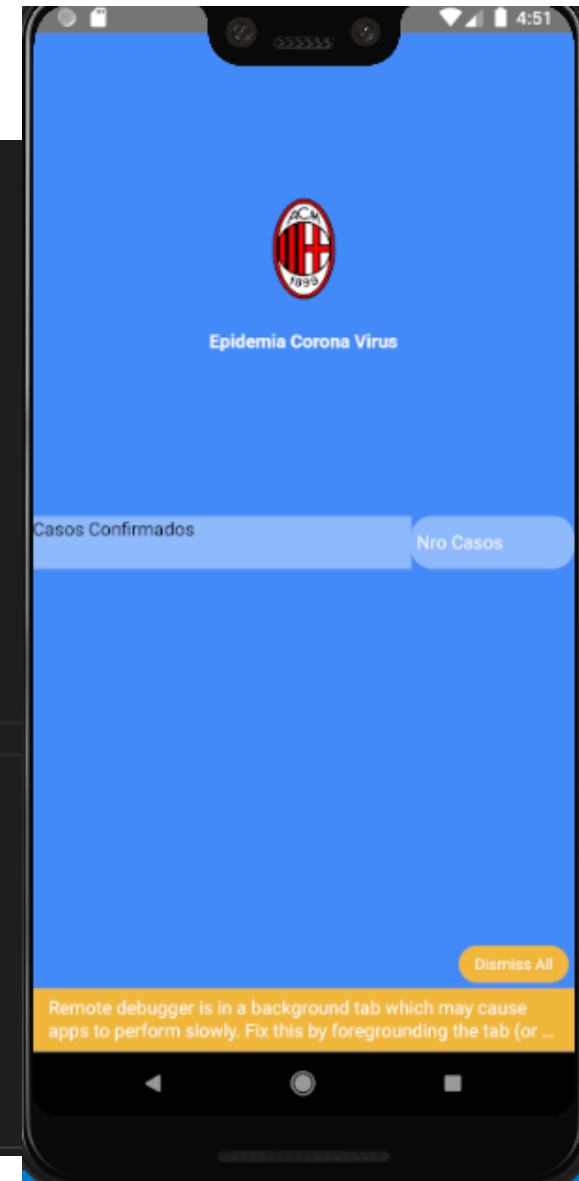 4:51
ACM
1899
Epidemia Corona Virus
Casos Confirmados
Nro Casos
Dismiss All
Remote debugger is in a background tab which may cause
apps to perform slowly. Fix this by foregrounding the tab (or ...